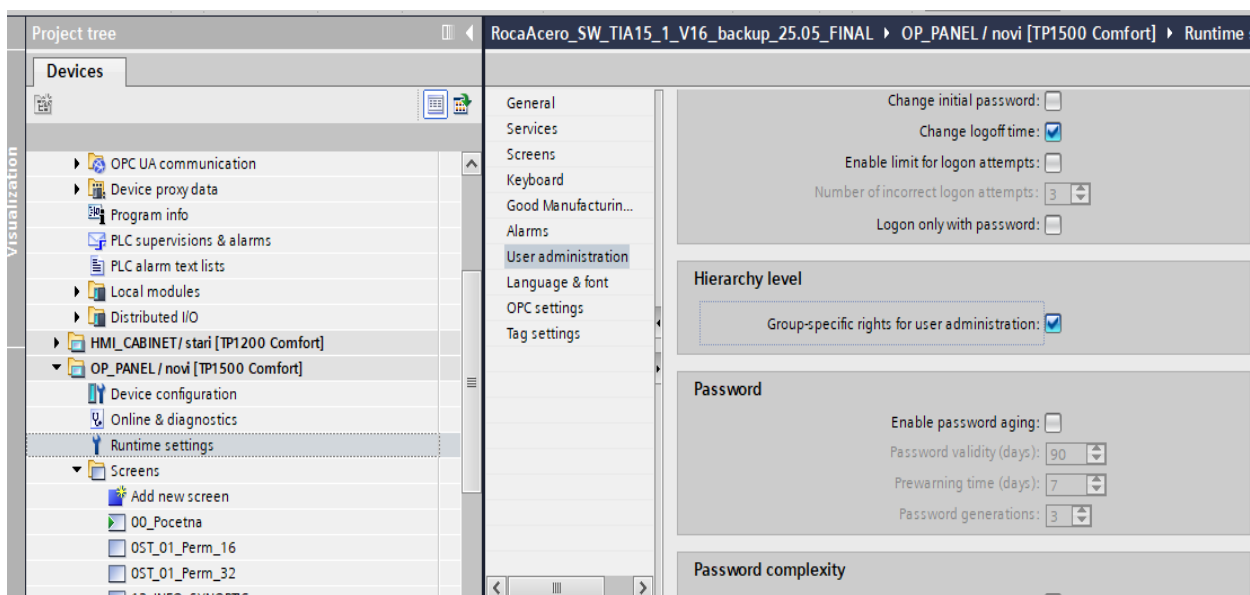 Project tree
Devices
Visualization
OPC UA communication
Device proxy data
Program info
PLC supervisions & alarms
PLC alarm text lists
Local modules
Distributed I/O
HMI_CABINET/ stari [TP1200 Comfort]
OP_PANEL / novi [TP1500 Comfort]
Device configuration
Online & diagnostics
Runtime settings
Screens
Add new screen
00_Pocetna
0ST_01_Perm_16
0ST_01_Perm_32
RocaAcero_SW_TIA15_1_V16_backup_25.05_FINAL ▸ OP_PANEL / novi [TP1500 Comfort] ▸ Runtime
General
Services
Screens
Keyboard
Good Manufacturin...
Alarms
User administration
Language & font
OPC settings
Tag settings
Change initial password:
Change logoff time:
Enable limit for logon attempts:
Number of incorrect logon attempts: 3
Logon only with password:
Hierarchy level
Group-specific rights for user administration:
Password
Enable password aging:
Password validity (days): 90
Prewarning time (days): 7
Password generations: 3
Password complexity